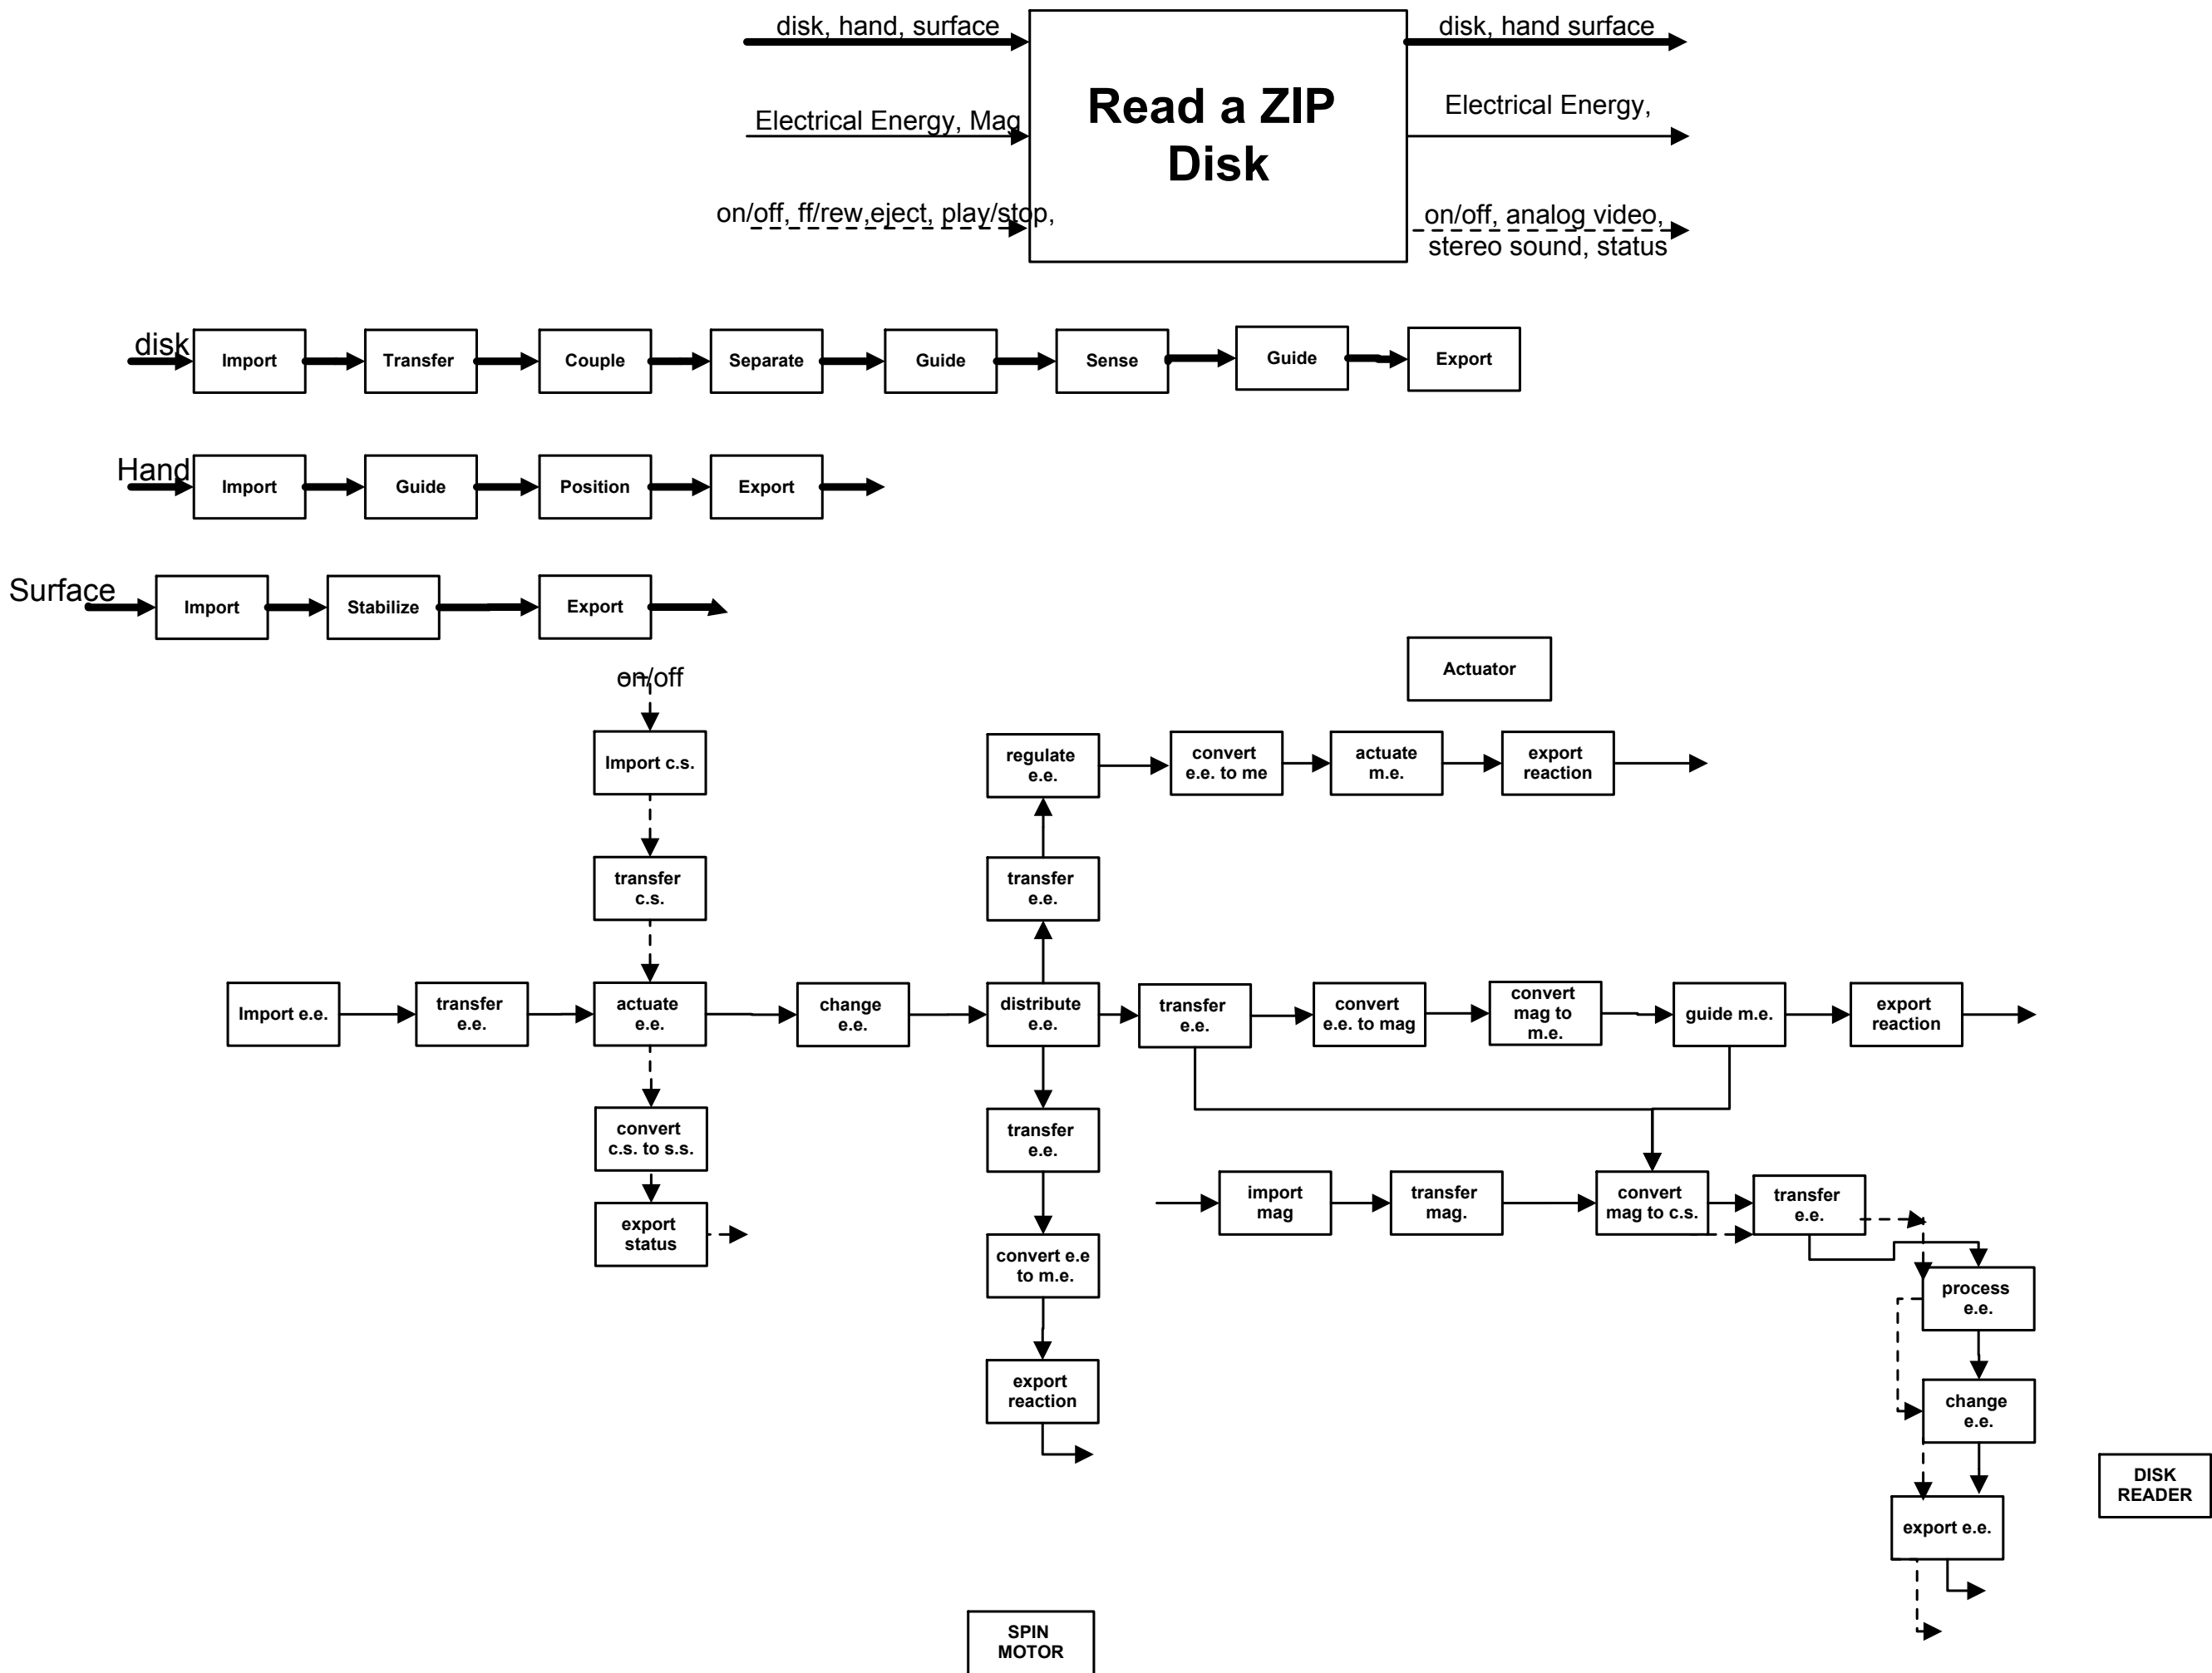 disk, hand, surface
disk, hand surface
Read a ZIP
Disk
Electrical Energy, Mag
Electrical Energy,
on/off, ff/rew,eject, play/stop,
on/off, analog video,
stereo sound, status
disk
Import
Transfer
Couple
Separate
Guide
Sense
Guide
Export
Hand
Import
Guide
Position
Export
Surface
Import
Stabilize
Export
Actuator
on/off
Import c.s.
regulate
e.e.
convert
e.e. to me
actuate
m.e.
export
reaction
transfer
c.s.
transfer
e.e.
Import e.e.
transfer
e.e.
actuate
e.e.
change
e.e.
distribute
e.e.
transfer
e.e.
convert
e.e. to mag
convert
mag to
m.e.
guide m.e.
export
reaction
convert
c.s. to s.s.
transfer
e.e.
export
status
import
mag
transfer
mag.
convert
mag to c.s.
transfer
e.e.
convert e.e
to m.e.
process
e.e.
export
reaction
change
e.e.
DISK
READER
export e.e.
SPIN
MOTOR